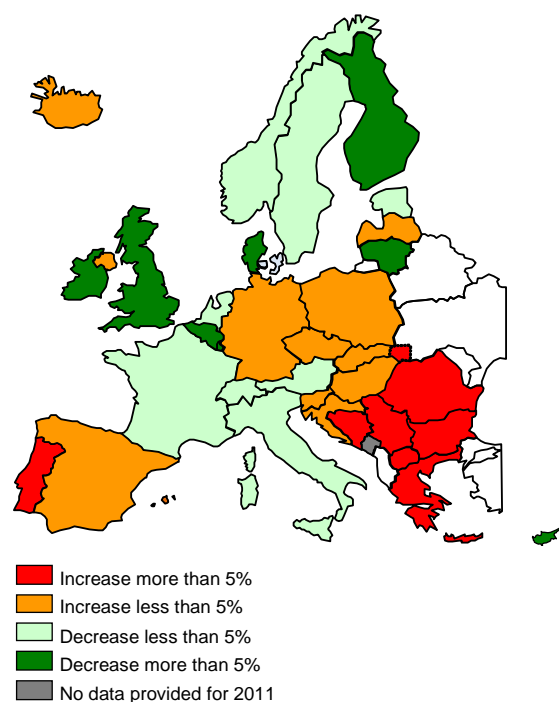 Increase more than 5%
Increase less than 5%
Decrease less than 5%
Decrease more than 5%
No data provided for 2011